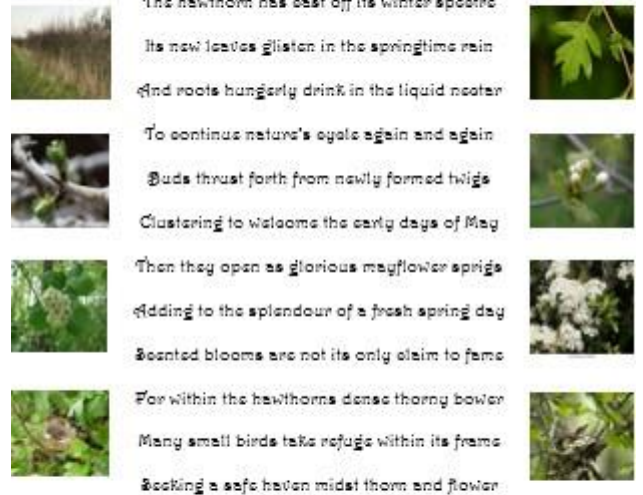 The hawthorn has cast off its winter spectre
Its new leaves glisten in the springtime rain
And roots hungerly drink in the liquid nectar
To continue nature's cycle again and again
Buds thrust forth from newly formed twigs
Clustering to welcome the early days of May
Then they open as glorious mayflower sprigs
Adding to the splendour of a fresh spring day
Scented blooms are not its only claim to fame
For within the hawthorns dense thorny bower
Many small birds take refuge within its frame
Seeking a safe haven midst thorn and flower